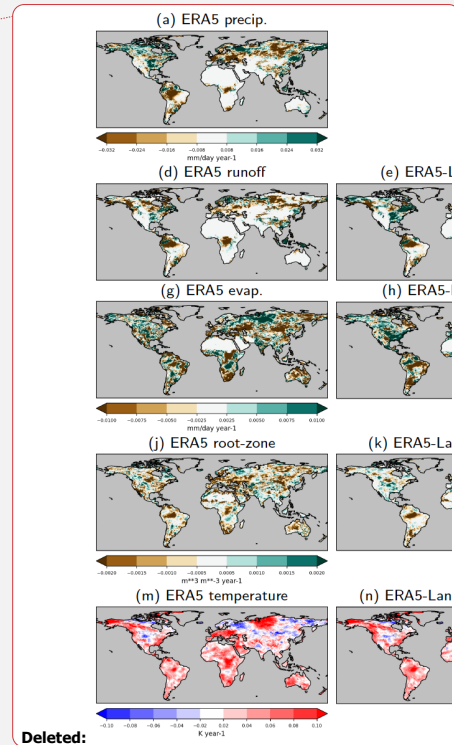 (a) ERA5 precip.
-0.032 -0.024 -0.016 -0.008 0.008 0.016 0.024 0.032
mm/day year-1
(d) ERA5 runoff
(e) ERA5-L
(g) ERA5 evap.
(h) ERA5-
-0.0100 -0.0075 -0.0050 -0.0025 0.0025 0.0050 0.0075 0.0100
mm/day year-1
(j) ERA5 root-zone
(k) ERA5-La
-0.0020 -0.0015 -0.0010 -0.0005 0.0005 0.0010 0.0015 0.0020
m**3 m**-3 year-1
(m) ERA5 temperature
(n) ERA5-Lan
-0.10 -0.08 -0.06 -0.04 -0.02 0.02 0.04 0.06 0.08 0.10
K year-1
Deleted: